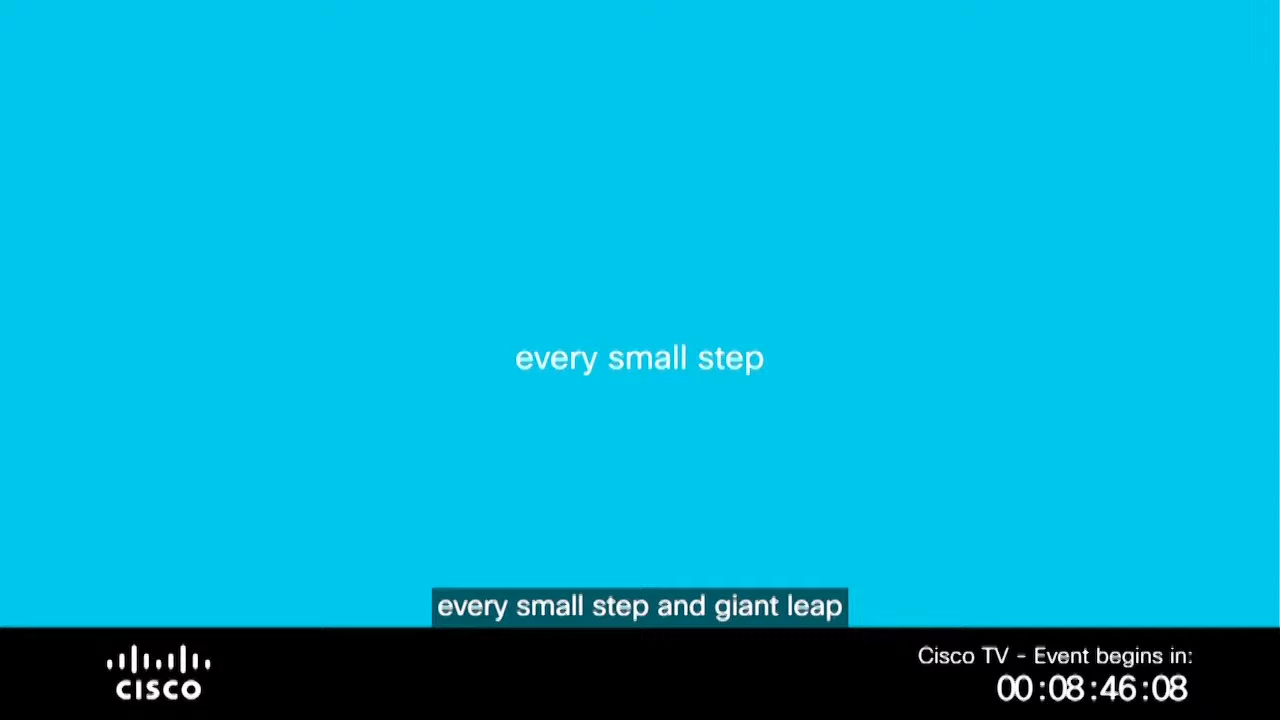 every small step
every small step and giant leap
CISCO
Cisco TV - Event begins in:
00:08:46:08